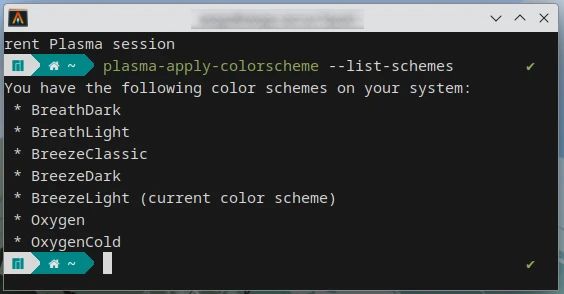 rent Plasma session
~ plasma-apply-colorscheme --list-schemes ✔
You have the following color schemes on your system:
* BreathDark
* BreathLight
* BreezeClassic
* BreezeDark
* BreezeLight (current color scheme)
* Oxygen
* OxygenCold
~ ✔